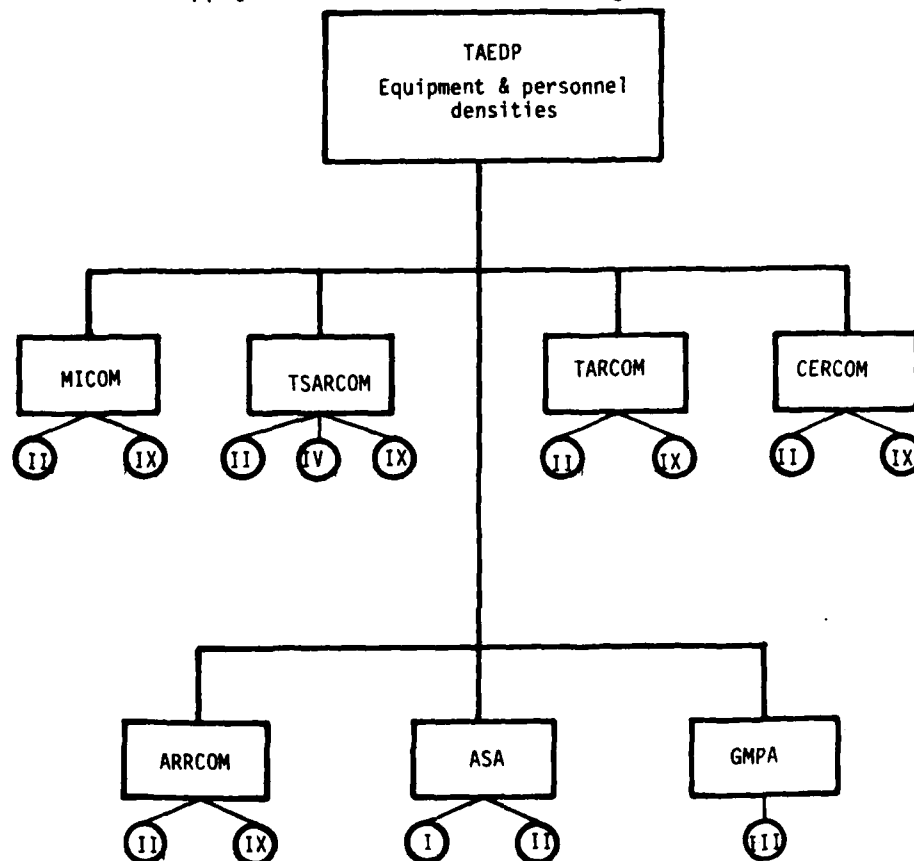 TAEDP
Equipment & personnel
densities
MICOM
TSARCOM
TARCOM
CERCOM
II
IX
II
IV
IX
II
IX
II
IX
ARRCOM
ASA
GMPA
II
IX
I
II
III